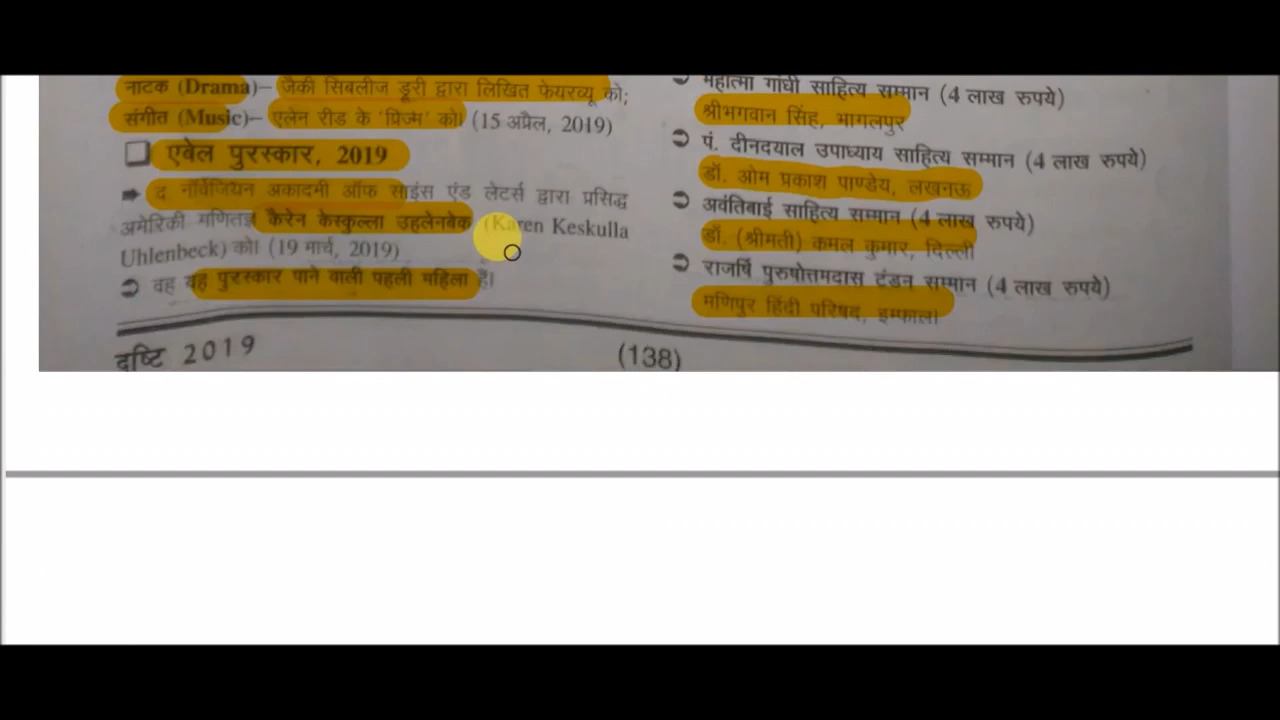 नाटक (Drama)– जैकी सिबलीज डूरी द्वारा लिखित फेयरव्यू को;
संगीत (Music)– एलेन रीड के 'प्रिज्म' को। (15 अप्रैल, 2019)
एबेल पुरस्कार, 2019
द नॉर्वेजियन अकादमी ऑफ साइंस एंड लेटर्स द्वारा प्रसिद्ध
अमेरिकी गणितज्ञ कैरेन केस्कुल्ला उहलेनबेक (Karen Keskulla
Uhlenbeck) को। (19 मार्च, 2019)
वह यह पुरस्कार पाने वाली पहली महिला हैं।
महात्मा गांधी साहित्य सम्मान (4 लाख रुपये)
श्रीभगवान सिंह, भागलपुर
पं. दीनदयाल उपाध्याय साहित्य सम्मान (4 लाख रुपये)
डॉ. ओम प्रकाश पाण्डेय, लखनऊ
अवंतिबाई साहित्य सम्मान (4 लाख रुपये)
डॉ. (श्रीमती) कमल कुमार, दिल्ली
राजर्षि पुरुषोत्तमदास टंडन सम्मान (4 लाख रुपये)
मणिपुर हिंदी परिषद, इम्फाल।
दृष्टि 2019
(138)